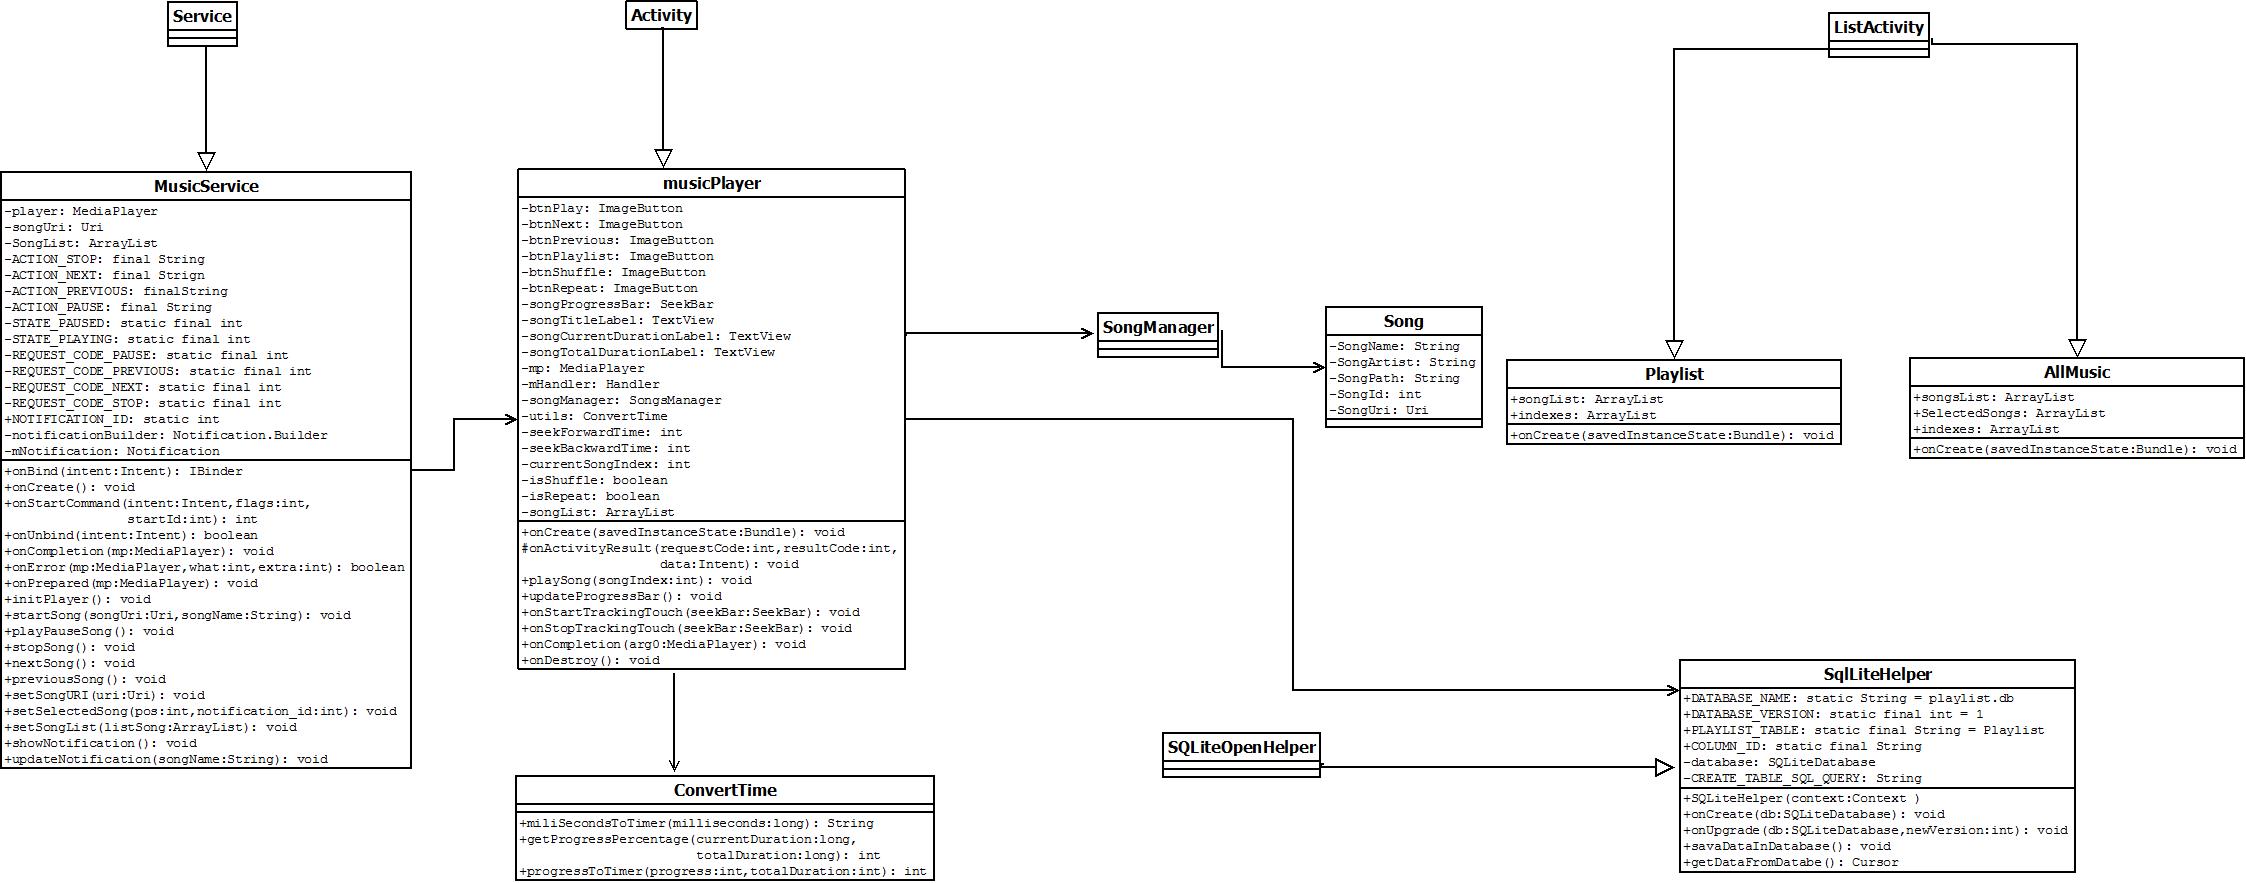 Service
Activity
ListActivity
MusicService
-player: MediaPlayer
-songUri: Uri
-SongList: ArrayList
-ACTION_STOP: final String
-ACTION_NEXT: final Strign
-ACTION_PREVIOUS: finalString
-ACTION_PAUSE: final String
-STATE_PAUSED: static final int
-STATE_PLAYING: static final int
-REQUEST_CODE_PAUSE: static final int
-REQUEST_CODE_PREVIOUS: static final int
-REQUEST_CODE_NEXT: static final int
-REQUEST_CODE_STOP: static final int
+NOTIFICATION_ID: static int
-notificationBuilder: Notification.Builder
-mNotification: Notification
+onBind(intent:Intent): IBinder
+onCreate(): void
+onStartCommand(intent:Intent,flags:int,
startId:int): int
+onUnbind(intent:Intent): boolean
+onCompletion(mp:MediaPlayer): void
+onError(mp:MediaPlayer,what:int,extra:int): boolean
+onPrepared(mp:MediaPlayer): void
+initPlayer(): void
+startSong(songUri:Uri,songName:String): void
+playPauseSong(): void
+stopSong(): void
+nextSong(): void
+previousSong(): void
+setSongURI(uri:Uri): void
+setSelectedSong(pos:int,notification_id:int): void
+setSongList(listSong:ArrayList): void
+showNotification(): void
+updateNotification(songName:String): void
musicPlayer
-btnPlay: ImageButton
-btnNext: ImageButton
-btnPrevious: ImageButton
-btnPlaylist: ImageButton
-btnShuffle: ImageButton
-btnRepeat: ImageButton
-songProgressBar: SeekBar
-songTitleLabel: TextView
-songCurrentDurationLabel: TextView
-songTotalDurationLabel: TextView
-mp: MediaPlayer
-mHandler: Handler
-songManager: SongsManager
-utils: ConvertTime
-seekForwardTime: int
-seekBackwardTime: int
-currentSongIndex: int
-isShuffle: boolean
-isRepeat: boolean
-songList: ArrayList
+onCreate(savedInstanceState:Bundle): void
#onActivityResult(requestCode:int,resultCode:int,
data:Intent): void
+playSong(songIndex:int): void
+updateProgressBar(): void
+onStartTrackingTouch(seekBar:SeekBar): void
+onStopTrackingTouch(seekBar:SeekBar): void
+onCompletion(arg0:MediaPlayer): void
+onDestroy(): void
SongManager
Song
-SongName: String
-SongArtist: String
-SongPath: String
-SongId: int
-SongUri: Uri
Playlist
+songList: ArrayList
+indexes: ArrayList
+onCreate(savedInstanceState:Bundle): void
AllMusic
+songsList: ArrayList
+SelectedSongs: ArrayList
+indexes: ArrayList
+onCreate(savedInstanceState:Bundle): void
ConvertTime
+miliSecondsToTimer(milliseconds:long): String
+getProgressPercentage(currentDuration:long,
totalDuration:long): int
+progressToTimer(progress:int,totalDuration:int): int
SQLiteOpenHelper
SqlLiteHelper
+DATABASE_NAME: static String = playlist.db
+DATABASE_VERSION: static final int = 1
+PLAYLIST_TABLE: static final String = Playlist
+COLUMN_ID: static final String
-database: SQLiteDatabase
-CREATE_TABLE_SQL_QUERY: String
+SQLiteHelper(context:Context )
+onCreate(db:SQLiteDatabase): void
+onUpgrade(db:SQLiteDatabase,newVersion:int): void
+savaDataInDatabase(): void
+getDataFromDatabe(): Cursor